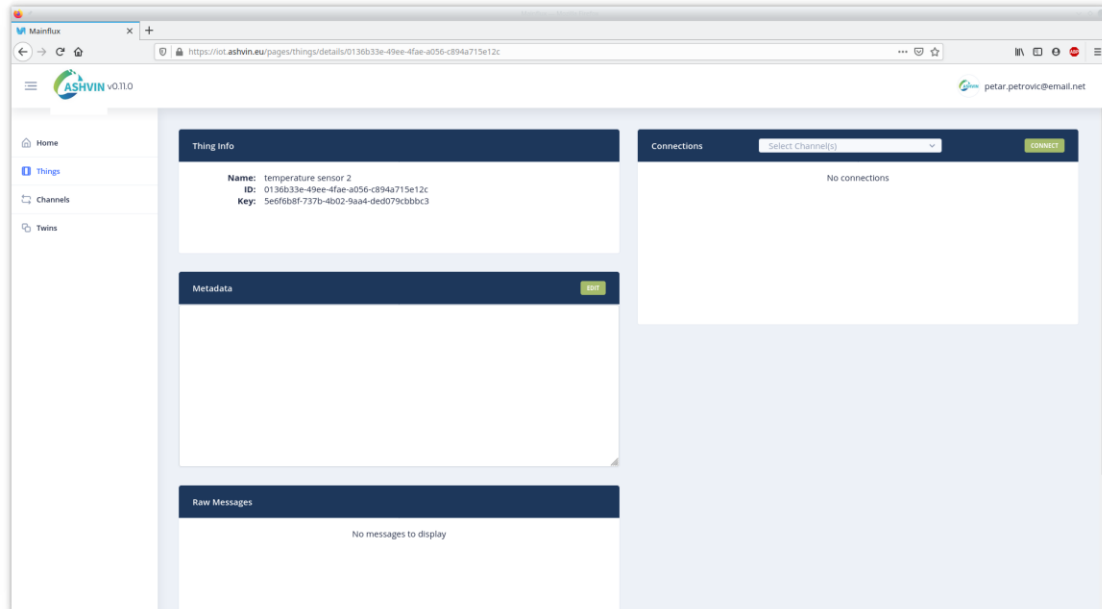 Mainflux
https://iot.ashvin.eu/pages/things/details/0136b33e-49ee-4fae-a056-c894a715e12c
ASHVIN v0.11.0
petar.petrovic@email.net
Home
Things
Channels
Twins
Thing Info
Name: temperature sensor 2
ID: 0136b33e-49ee-4fae-a056-c894a715e12c
Key: 5e6f6b8f-737b-4b02-9aa4-ded079cbbbc3
Connections
Select Channel(s)
CONNECT
No connections
Metadata
EDIT
Raw Messages
No messages to display